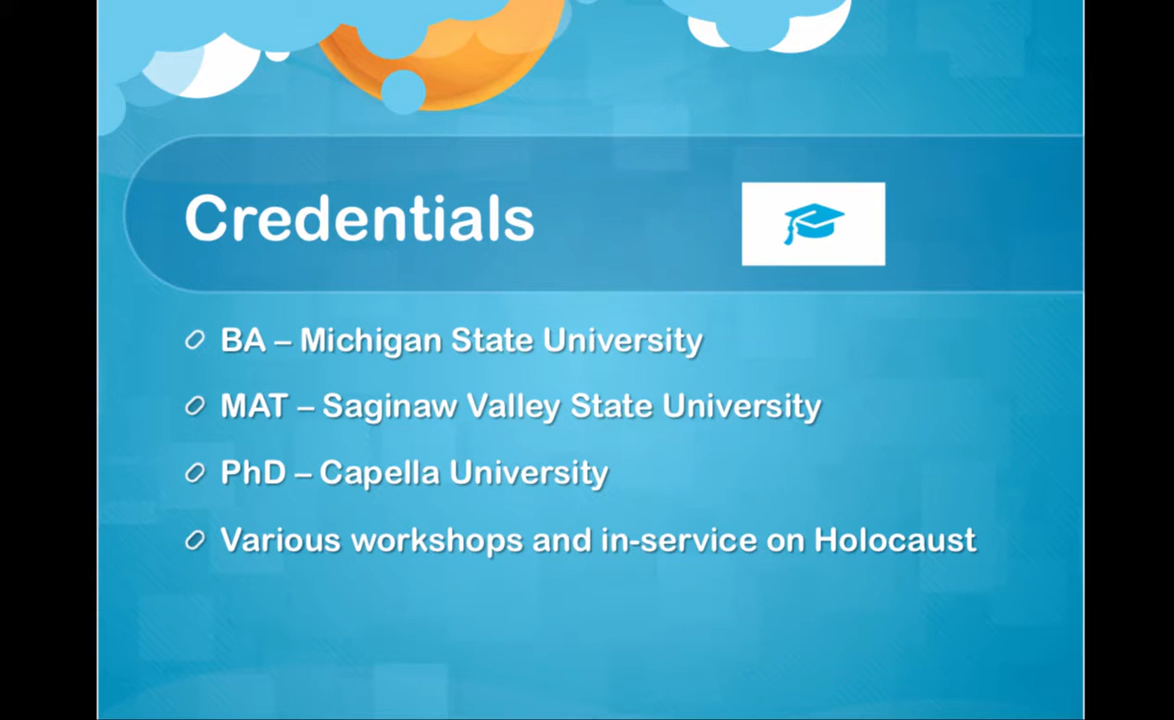 Credentials
BA – Michigan State University
MAT – Saginaw Valley State University
PhD – Capella University
Various workshops and in-service on Holocaust